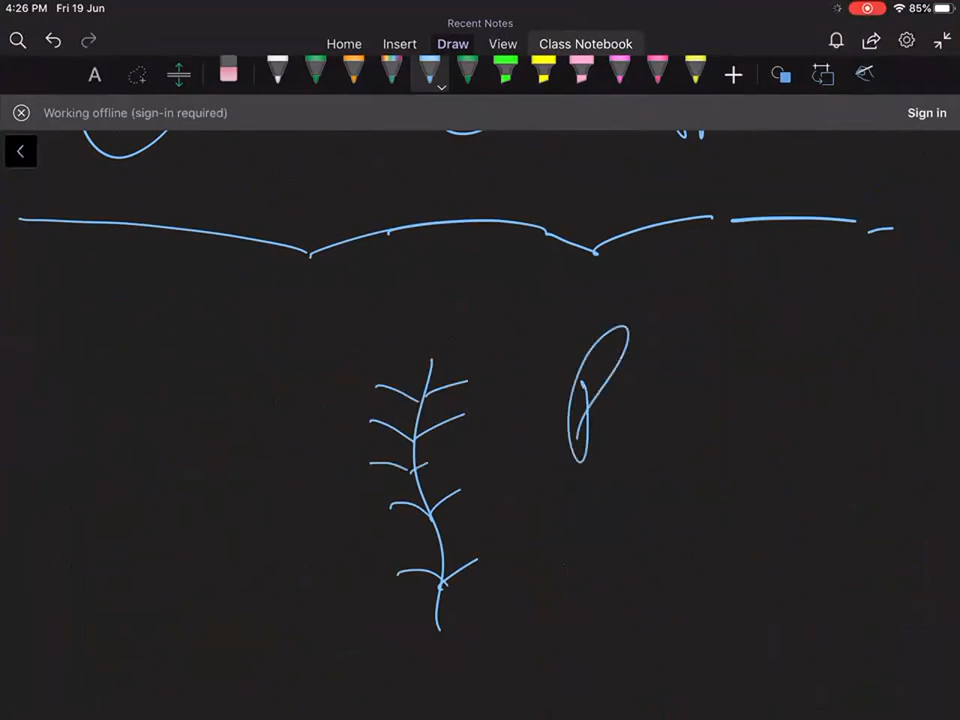 4:26 PM Fri 19 Jun 85%
Recent Notes
Home Insert Draw View Class Notebook
A
Working offline (sign-in required) Sign in